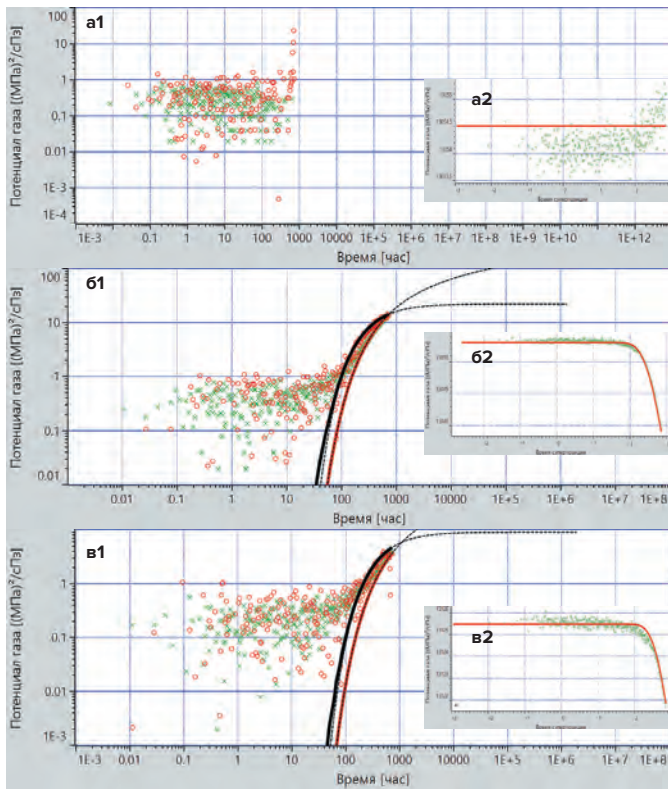 100
а1
10
1
0.1
0.01
1E-3
1E-4
Потенциал газа [(МПа)²/сПз]
1E-3 0.1 1 10 100 1000 1E+5 1E+6 1E+7 1E+8 1E+10 1E+12
Время [час]
а2
100
б1
10
1
0.1
0.01
Потенциал газа [(МПа)²/сПз]
0.01 0.1 1 10 100 1000 10000 1E+5 1E+6 1E+7 1E+8
Время [час]
б2
в1
1
0.1
0.01
1E-3
Потенциал газа [(МПа)²/сПз]
1E-3 0.01 0.1 1 10 100 1000 10000 1E+5 1E+6 1E+7 1E+8
Время [час]
в2